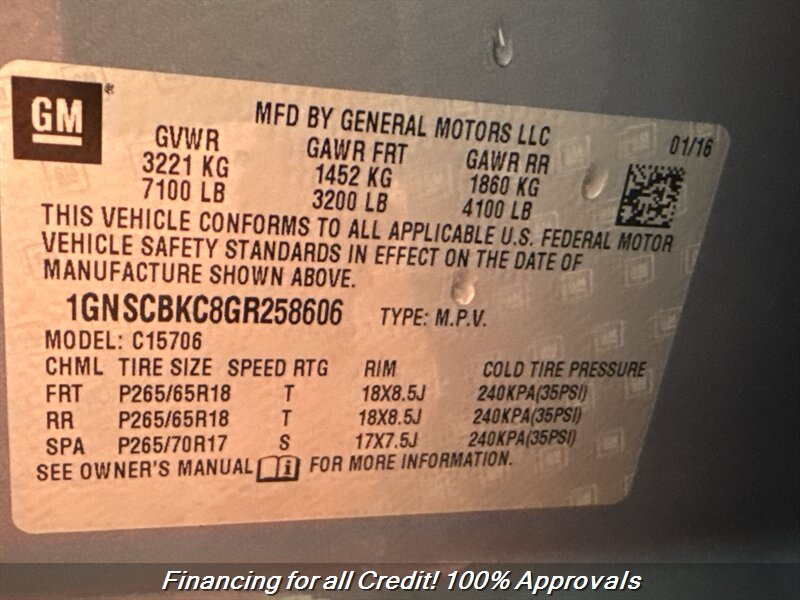 GM ®
MFD BY GENERAL MOTORS LLC
01/16
GVWR GAWR FRT GAWR RR
3221 KG 1452 KG 1860 KG
7100 LB 3200 LB 4100 LB
THIS VEHICLE CONFORMS TO ALL APPLICABLE U.S. FEDERAL MOTOR
VEHICLE SAFETY STANDARDS IN EFFECT ON THE DATE OF
MANUFACTURE SHOWN ABOVE.
1GNSCBKC8GR258606 TYPE: M.P.V.
MODEL: C15706
CHML TIRE SIZE SPEED RTG RIM COLD TIRE PRESSURE
FRT P265/65R18 T 18X8.5J 240KPA(35PSI)
RR P265/65R18 T 18X8.5J 240KPA(35PSI)
SPA P265/70R17 S 17X7.5J 240KPA(35PSI)
SEE OWNER'S MANUAL i FOR MORE INFORMATION.
Financing for all Credit! 100% Approvals